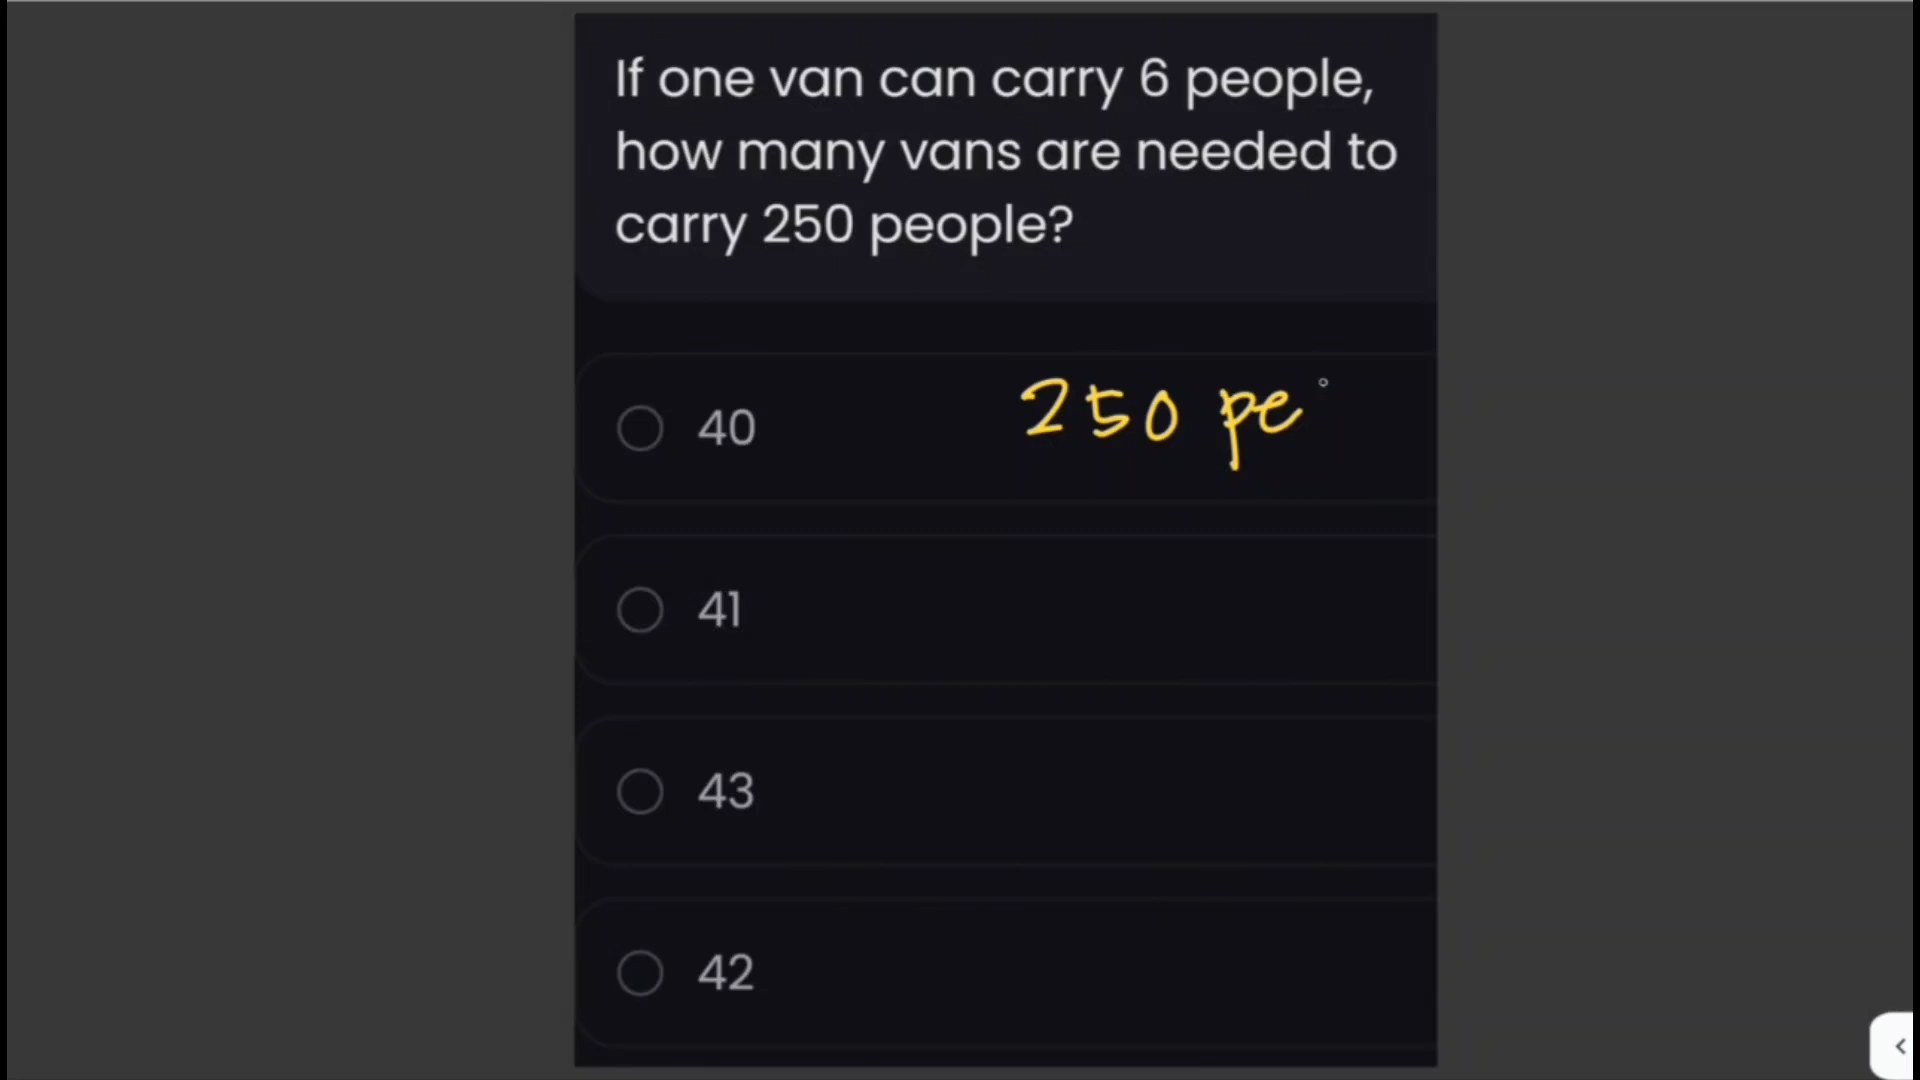 If one van can carry 6 people,
how many vans are needed to
carry 250 people?
40
250 pe
41
43
42